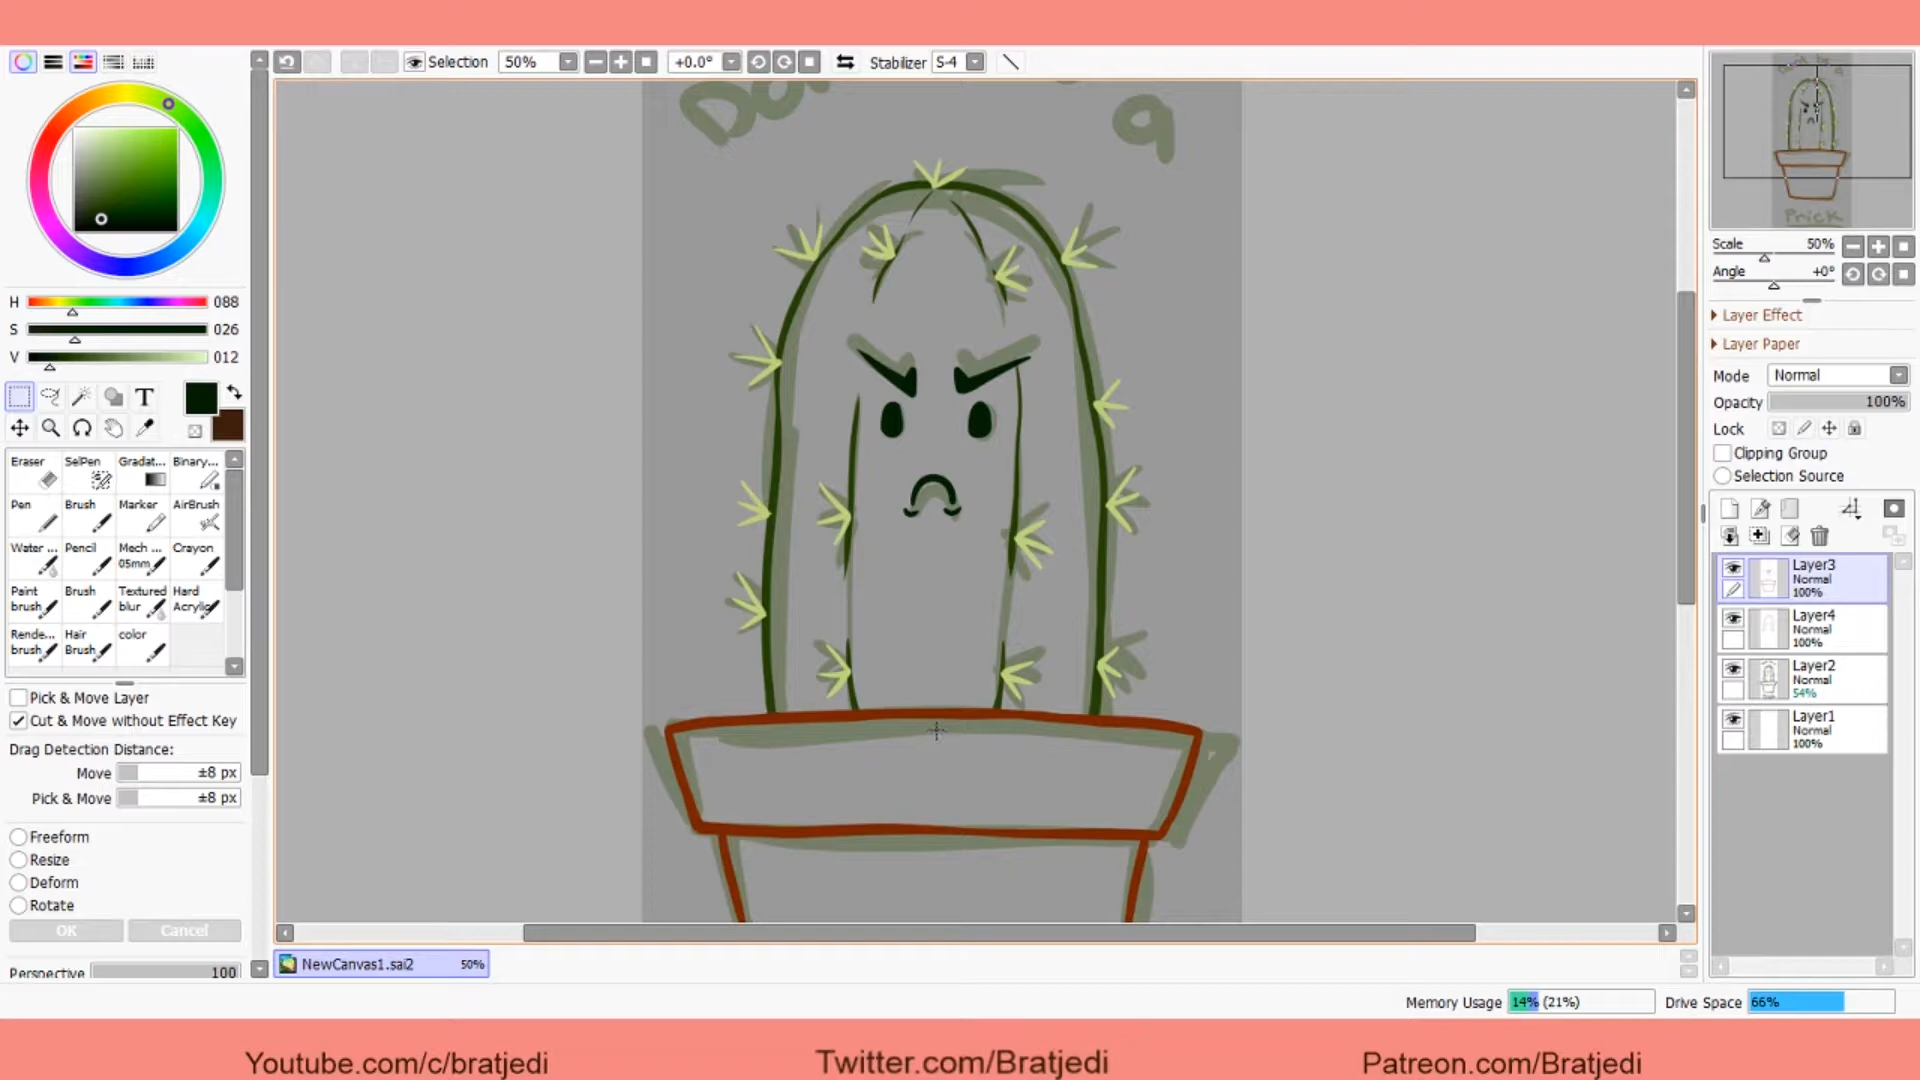 Selection 50% +0.0° Stabilizer S-4
H 088
S 026
V 012
T
Eraser SelPen Gradat... Binary...
Pen Brush Marker AirBrush
Water ... Pencil Mech ... Crayon
05mm
Paint Brush Textured Hard
brush blur Acrylic
Rende... Hair color
brush Brush
Pick & Move Layer
Cut & Move without Effect Key
Drag Detection Distance:
Move ±8 px
Pick & Move ±8 px
Freeform
Resize
Deform
Rotate
OK Cancel
Perspective 100
a
Prick
Scale 50%
Angle +0°
Layer Effect
Layer Paper
Mode Normal
Opacity 100%
Lock
Clipping Group
Selection Source
Layer3
Normal
100%
Layer4
Normal
100%
Layer2
Normal
54%
Layer1
Normal
100%
NewCanvas1.sai2 50%
Memory Usage 14% (21%) Drive Space 66%
Youtube.com/c/bratjedi Twitter.com/Bratjedi Patreon.com/Bratjedi